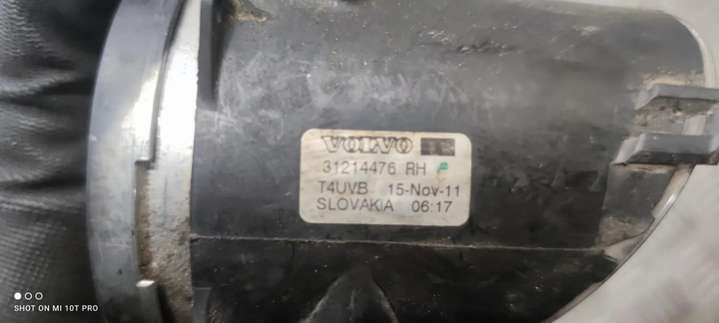 VOLVO
31214476 RH
T4UVB 15-Nov-11
SLOVAKIA 06:17
SHOT ON MI 10T PRO